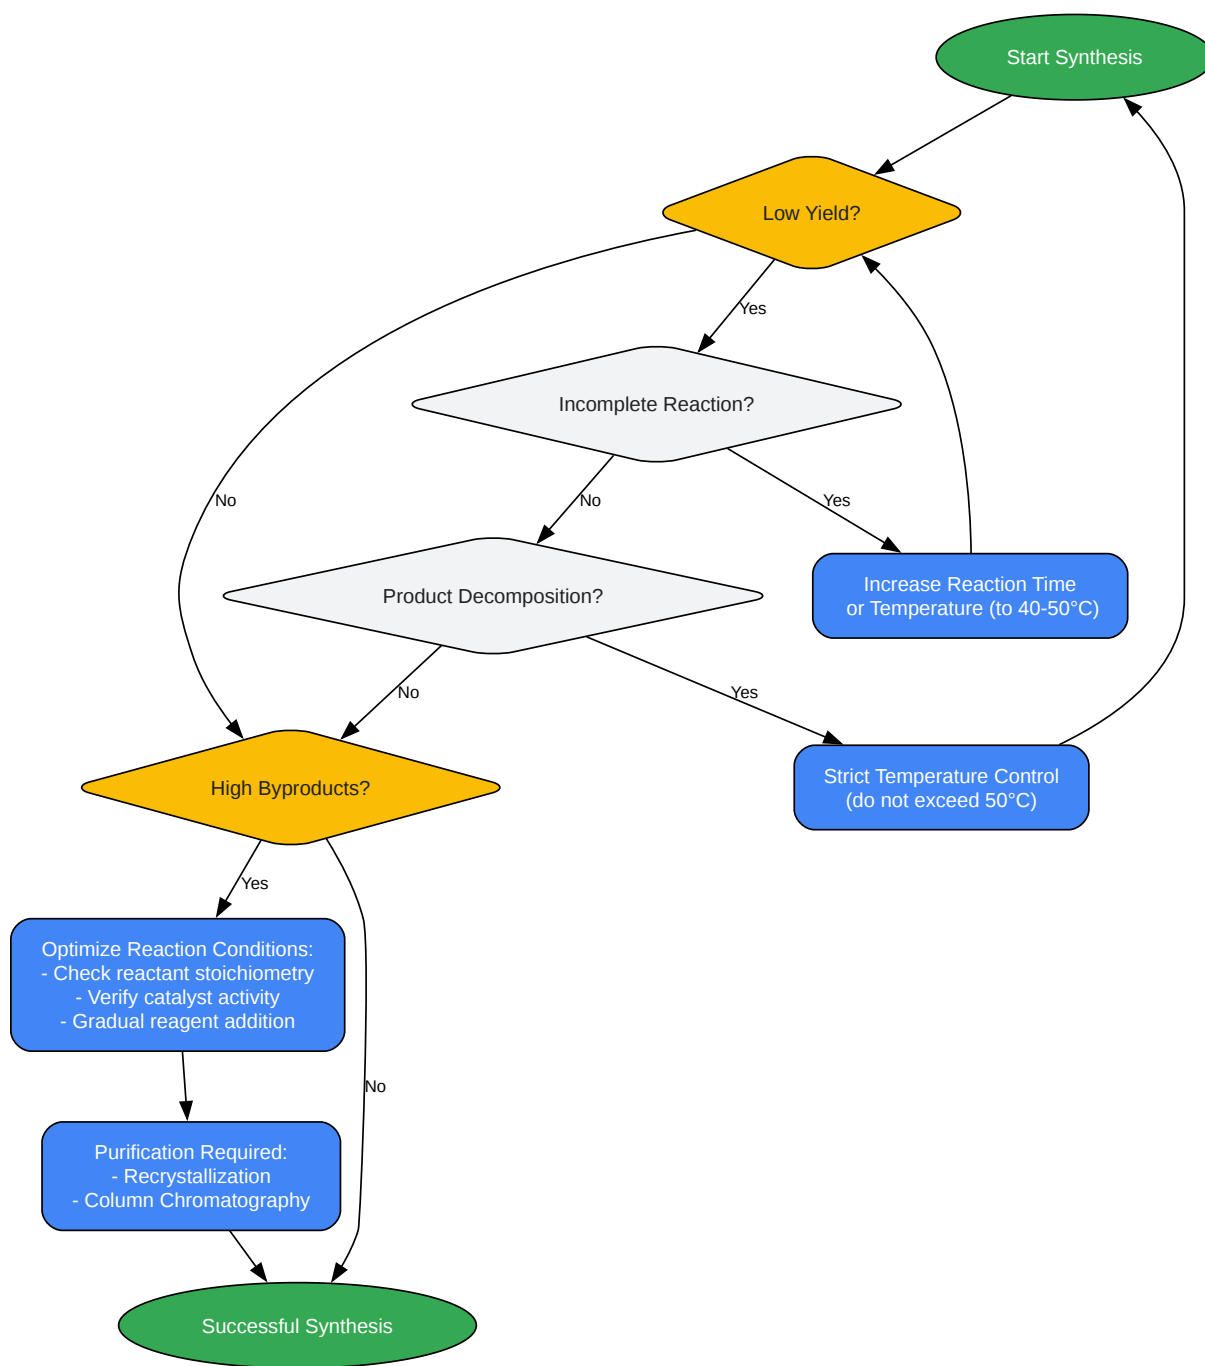 Start Synthesis
Low Yield?
Yes
Incomplete Reaction?
No
No
Yes
Product Decomposition?
Increase Reaction Time
or Temperature (to 40-50°C)
No
Yes
High Byproducts?
Strict Temperature Control
(do not exceed 50°C)
Yes
Optimize Reaction Conditions:
- Check reactant stoichiometry
- Verify catalyst activity
- Gradual reagent addition
No
Purification Required:
- Recrystallization
- Column Chromatography
Successful Synthesis